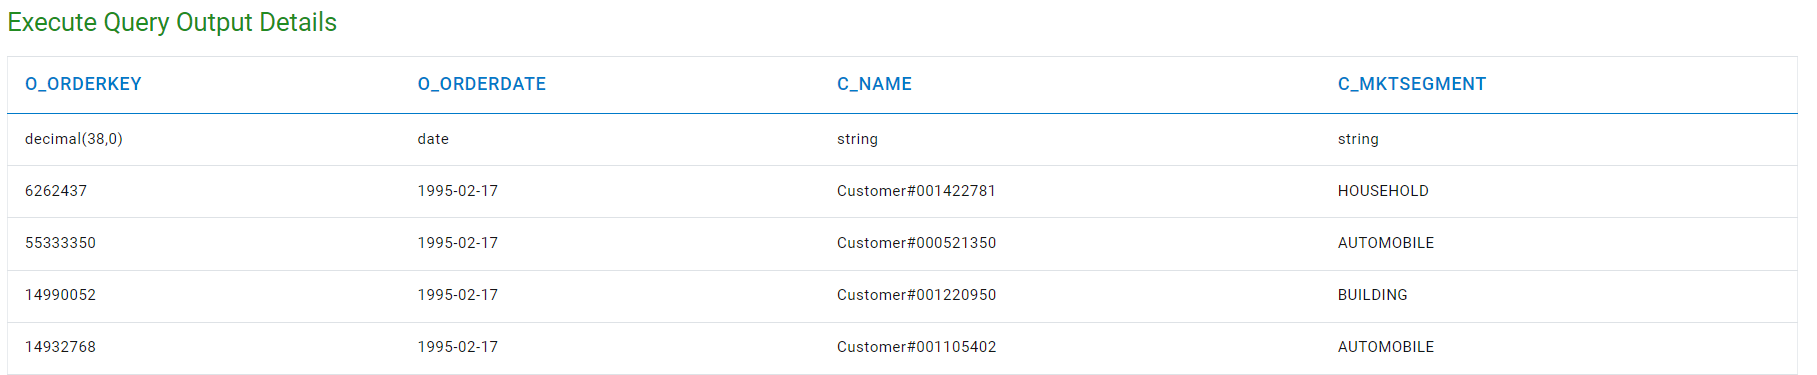 Execute Query Output Details
O_ORDERKEY O_ORDERDATE C_NAME C_MKTSEGMENT
decimal(38,0) date string string
6262437 1995-02-17 Customer#001422781 HOUSEHOLD
55333350 1995-02-17 Customer#000521350 AUTOMOBILE
14990052 1995-02-17 Customer#001220950 BUILDING
14932768 1995-02-17 Customer#001105402 AUTOMOBILE